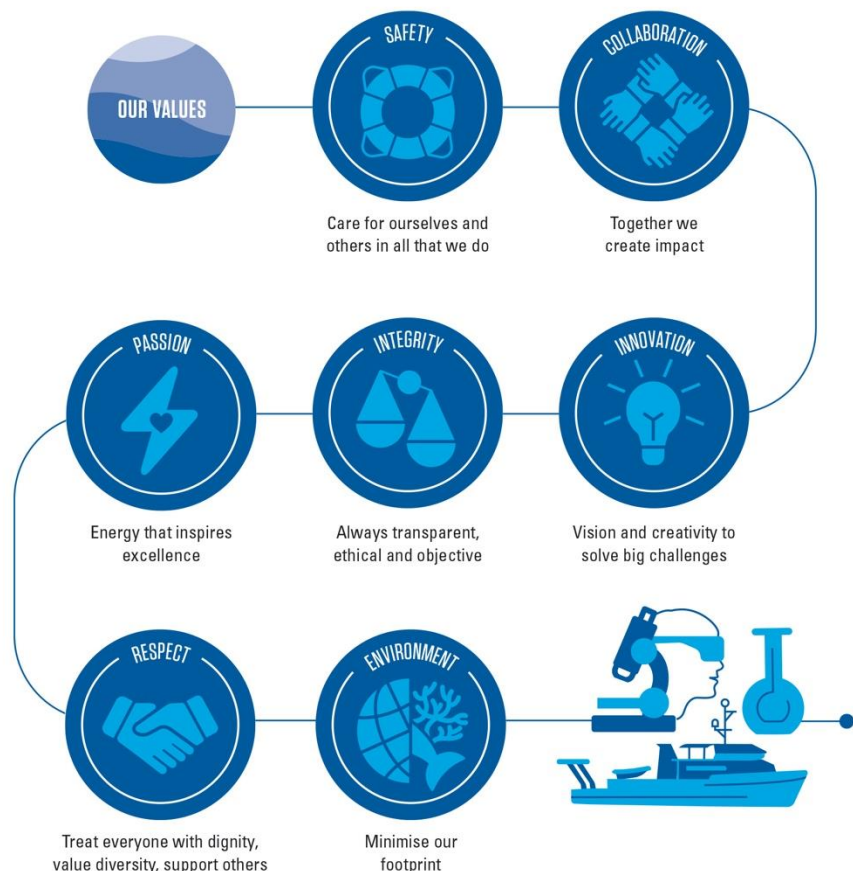 OUR VALUES
SAFETY
Care for ourselves and
others in all that we do
COLLABORATION
Together we
create impact
INNOVATION
Vision and creativity to
solve big challenges
INTEGRITY
Always transparent,
ethical and objective
PASSION
Energy that inspires
excellence
RESPECT
Treat everyone with dignity,
value diversity, support others
ENVIRONMENT
Minimise our
footprint